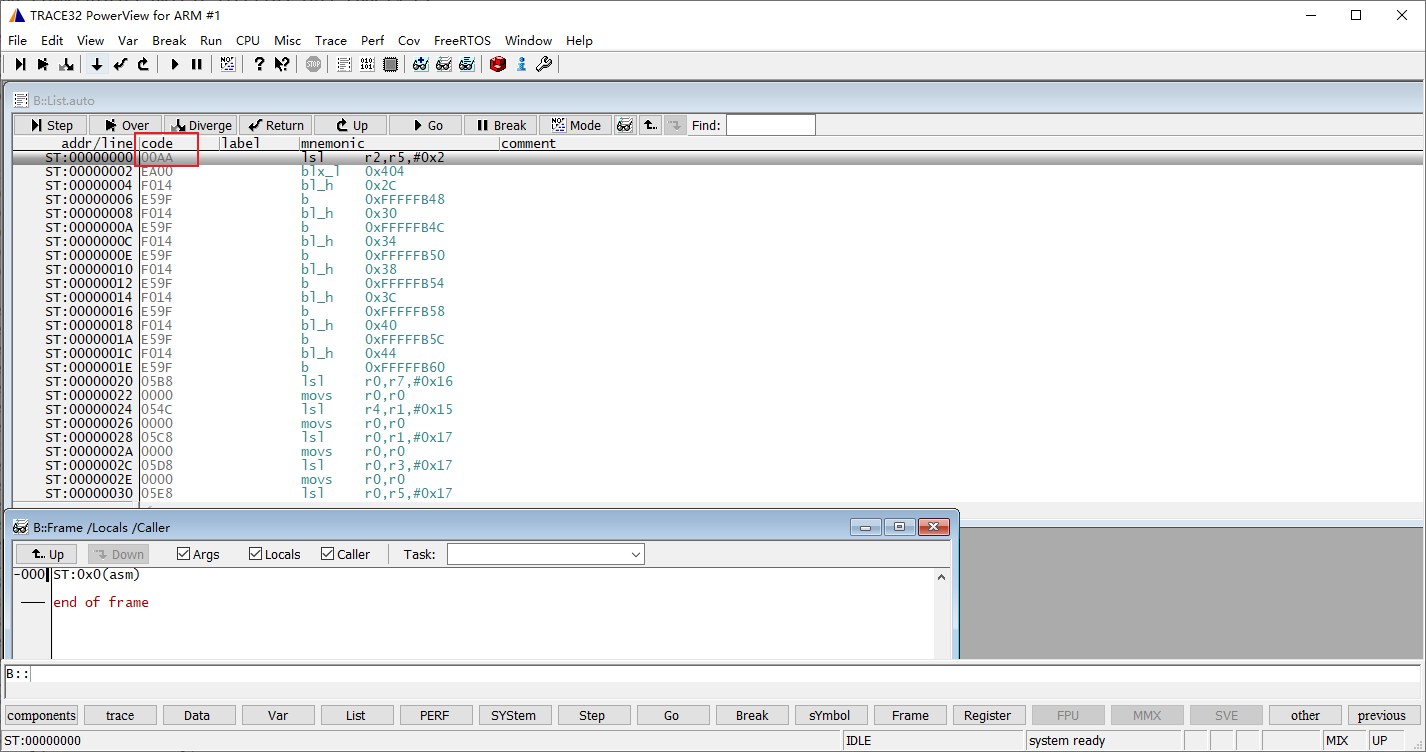 TRACE32 PowerView for ARM #1
File Edit View Var Break Run CPU Misc Trace Perf Cov FreeRTOS Window Help
B::List.auto
Step Over Diverge Return Up Go Break Mode Find:
addr/line code label mnemonic comment
ST:00000000 00AA lsl r2,r5,#0x2
ST:00000002 EA00 blx_l 0x404
ST:00000004 F014 bl_h 0x2C
ST:00000006 E59F b 0xFFFFFB48
ST:00000008 F014 bl_h 0x30
ST:0000000A E59F b 0xFFFFFB4C
ST:0000000C F014 bl_h 0x34
ST:0000000E E59F b 0xFFFFFB50
ST:00000010 F014 bl_h 0x38
ST:00000012 E59F b 0xFFFFFB54
ST:00000014 F014 bl_h 0x3C
ST:00000016 E59F b 0xFFFFFB58
ST:00000018 F014 bl_h 0x40
ST:0000001A E59F b 0xFFFFFB5C
ST:0000001C F014 bl_h 0x44
ST:0000001E E59F b 0xFFFFFB60
ST:00000020 05B8 lsl r0,r7,#0x16
ST:00000022 0000 movs r0,r0
ST:00000024 054C lsl r4,r1,#0x15
ST:00000026 0000 movs r0,r0
ST:00000028 05C8 lsl r0,r1,#0x17
ST:0000002A 0000 movs r0,r0
ST:0000002C 05D8 lsl r0,r3,#0x17
ST:0000002E 0000 movs r0,r0
ST:00000030 05E8 lsl r0,r5,#0x17
B::Frame /Locals /Caller
Up Down Args Locals Caller Task:
-000 ST:0x0(asm)
end of frame
B::
components trace Data Var List PERF SYStem Step Go Break sYmbol Frame Register FPU MMX SVE other previous
ST:00000000 IDLE system ready MIX UP